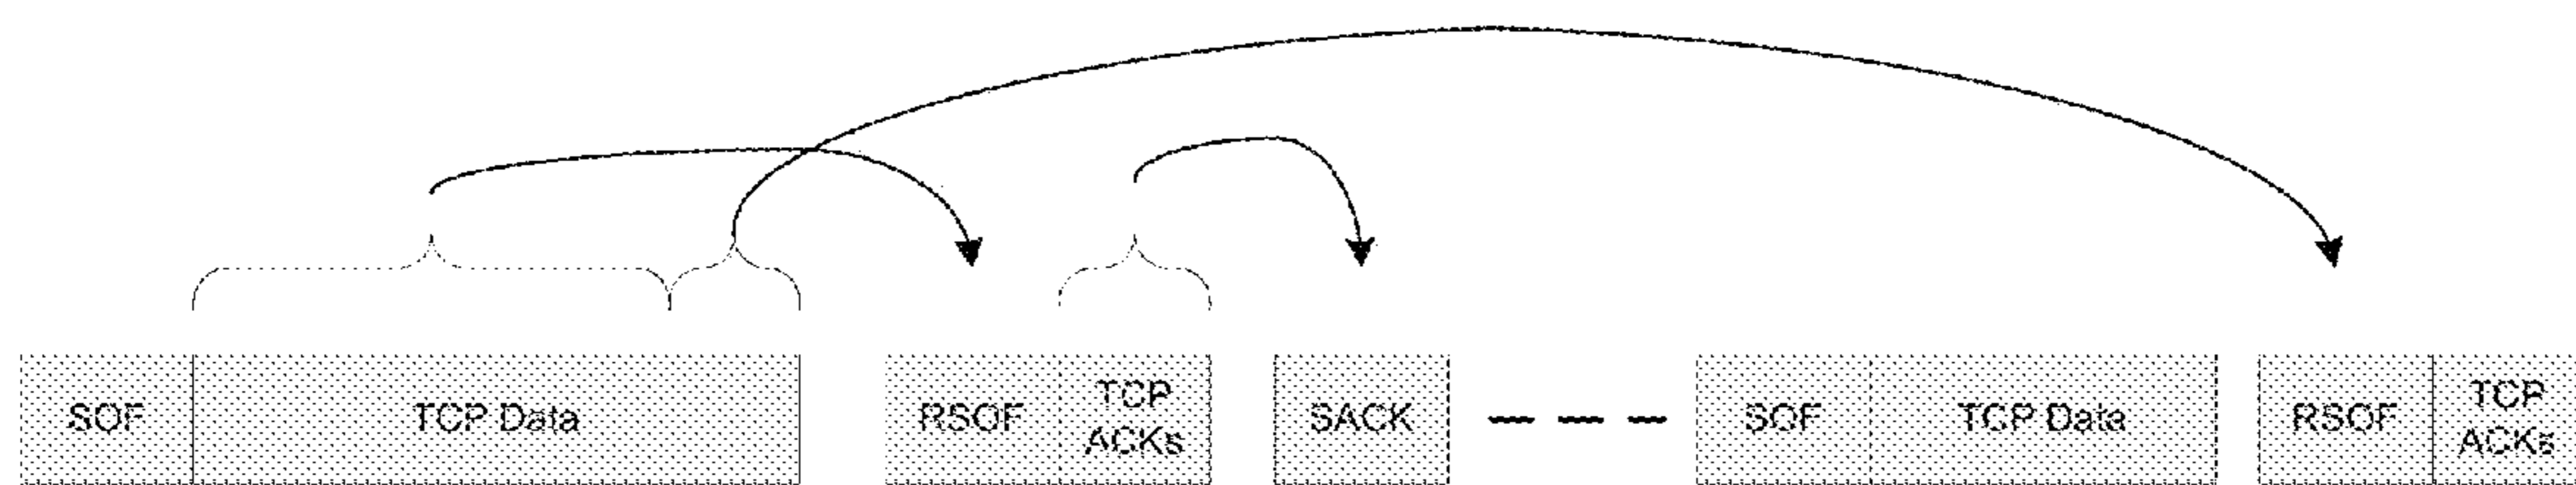 SOF
TCP Data
RSOF
TCP
ACKs
SACK
SOF
TCP Data
RSOF
TCP
ACKs